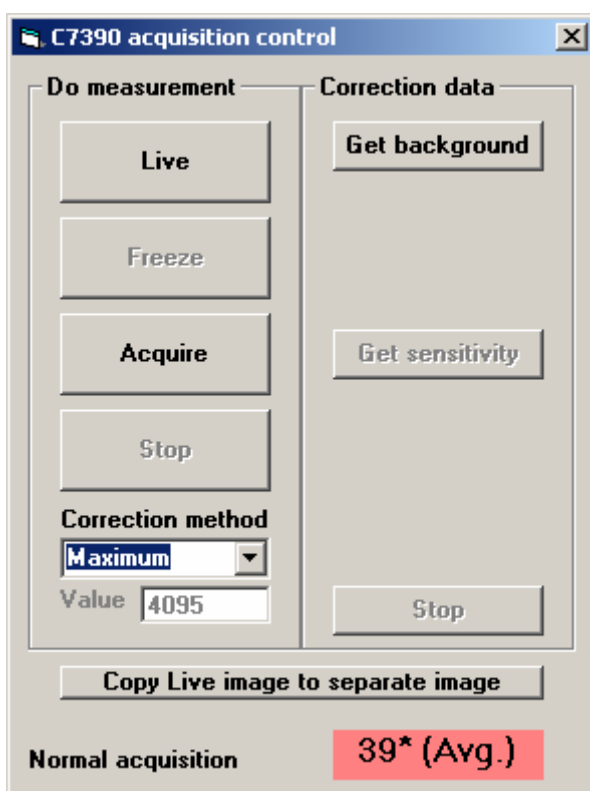 C7390 acquisition control
Do measurement
Live
Freeze
Acquire
Stop
Correction method
Maximum
Value 4095
Correction data
Get background
Get sensitivity
Stop
Copy Live image to separate image
Normal acquisition 39* (Avg.)